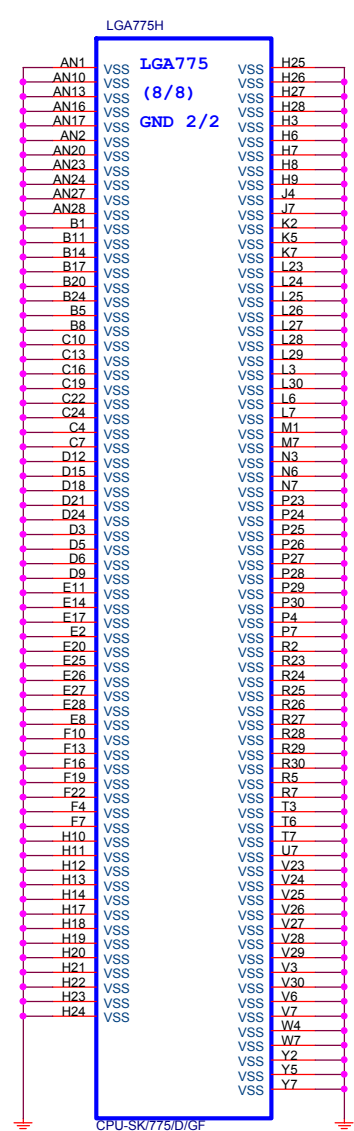 LGA775H
LGA775
(8/8)
GND 2/2
AN1 VSS VSS H25
AN10 VSS VSS H26
AN13 VSS VSS H27
AN16 VSS VSS H28
AN17 VSS VSS H3
AN2 VSS VSS H6
AN20 VSS VSS H7
AN23 VSS VSS H8
AN24 VSS VSS H9
AN27 VSS VSS J4
AN28 VSS VSS J7
B1 VSS VSS K2
B11 VSS VSS K5
B14 VSS VSS K7
B17 VSS VSS L23
B20 VSS VSS L24
B24 VSS VSS L25
B5 VSS VSS L26
B8 VSS VSS L27
C10 VSS VSS L28
C13 VSS VSS L29
C16 VSS VSS L3
C19 VSS VSS L30
C22 VSS VSS L6
C24 VSS VSS L7
C4 VSS VSS M1
C7 VSS VSS M7
D12 VSS VSS N3
D15 VSS VSS N6
D18 VSS VSS N7
D21 VSS VSS P23
D24 VSS VSS P24
D3 VSS VSS P25
D5 VSS VSS P26
D6 VSS VSS P27
D9 VSS VSS P28
E11 VSS VSS P29
E14 VSS VSS P30
E17 VSS VSS P4
E2 VSS VSS P7
E20 VSS VSS R2
E25 VSS VSS R23
E26 VSS VSS R24
E27 VSS VSS R25
E28 VSS VSS R26
E8 VSS VSS R27
F10 VSS VSS R28
F13 VSS VSS R29
F16 VSS VSS R30
F19 VSS VSS R5
F22 VSS VSS R7
F4 VSS VSS T3
F7 VSS VSS T6
H10 VSS VSS T7
H11 VSS VSS U7
H12 VSS VSS V23
H13 VSS VSS V24
H14 VSS VSS V25
H17 VSS VSS V26
H18 VSS VSS V27
H19 VSS VSS V28
H20 VSS VSS V29
H21 VSS VSS V3
H22 VSS VSS V30
H23 VSS VSS V6
H24 VSS VSS V7
VSS W4
VSS W7
VSS Y2
VSS Y5
VSS Y7
CPU-SK/775/D/GF